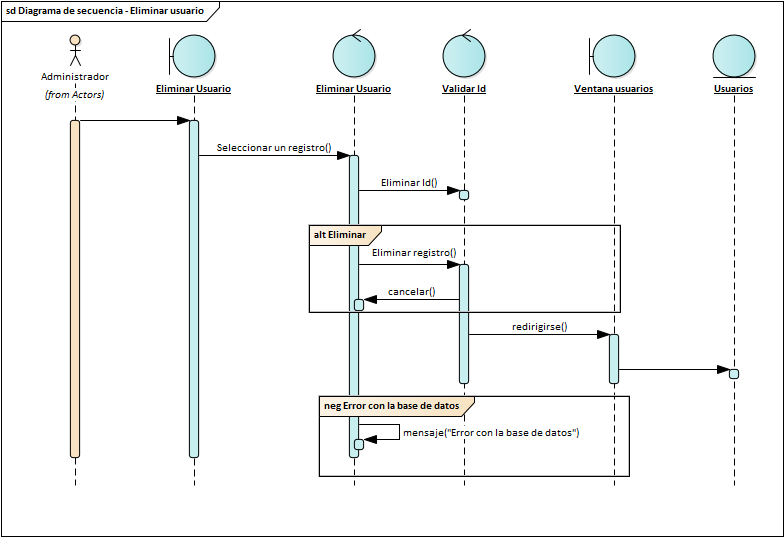 sd Diagrama de secuencia - Eliminar usuario
Administrador
(from Actors)
Eliminar Usuario
Eliminar Usuario
Validar Id
Ventana usuarios
Usuarios
Seleccionar un registro()
Eliminar Id()
alt Eliminar
Eliminar registro()
cancelar()
redirigirse()
neg Error con la base de datos
mensaje("Error con la base de datos")